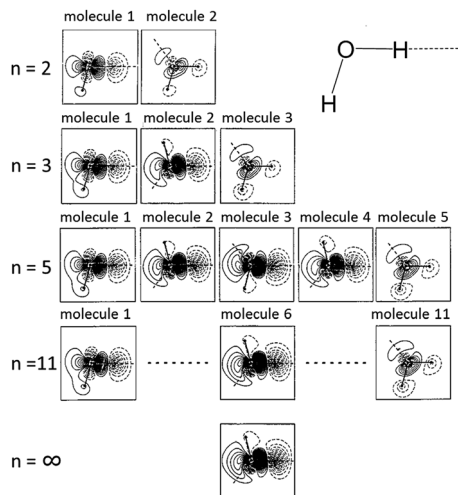 molecule 1 molecule 2
n = 2
O H
H
molecule 1 molecule 2 molecule 3
n = 3
molecule 1 molecule 2 molecule 3 molecule 4 molecule 5
n = 5
molecule 1 molecule 6 molecule 11
n = 11
n = ∞